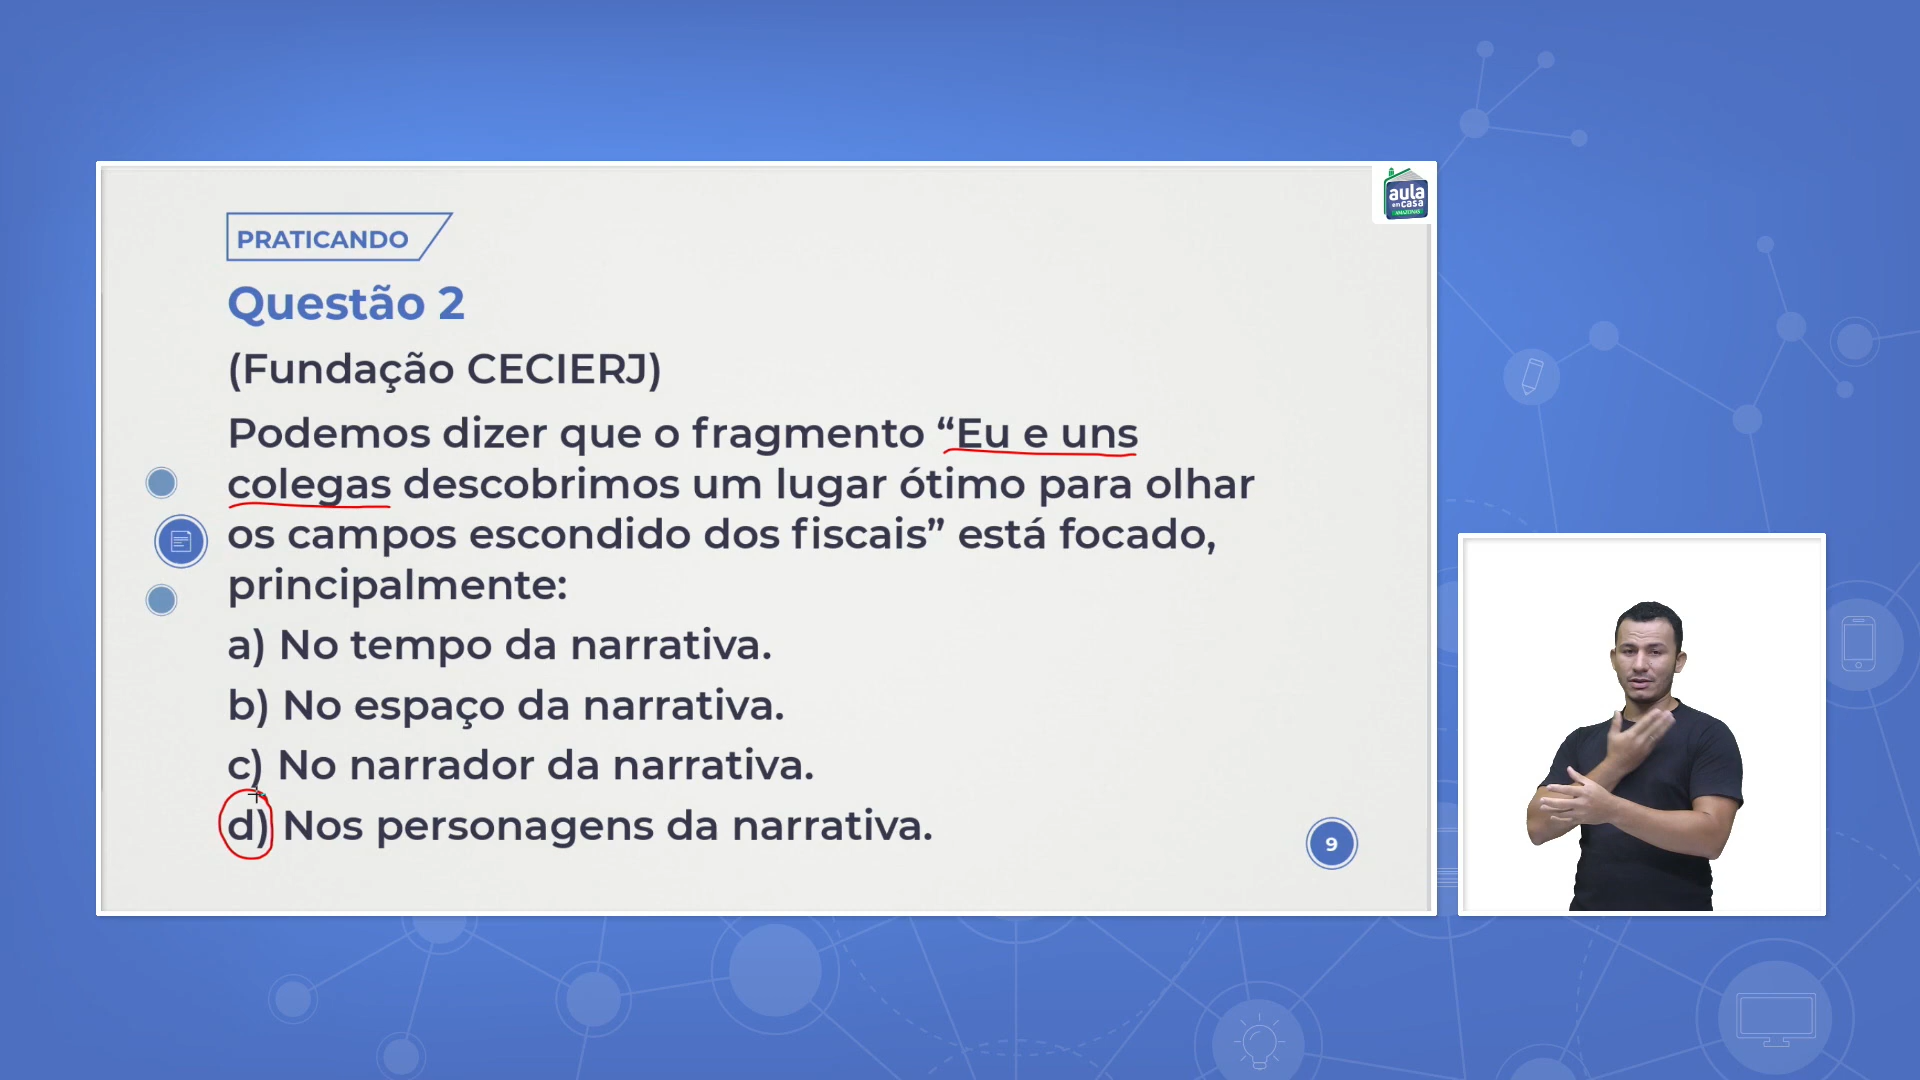 aula
em casa
AMAZONAS
PRATICANDO
Questão 2
(Fundação CECIERJ)
Podemos dizer que o fragmento “Eu e uns
colegas descobrimos um lugar ótimo para olhar
os campos escondido dos fiscais” está focado,
principalmente:
a) No tempo da narrativa.
b) No espaço da narrativa.
c) No narrador da narrativa.
d) Nos personagens da narrativa.
9